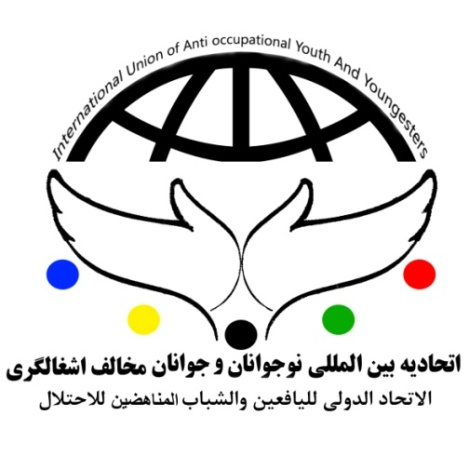 International Union of Anti occupational Youth And Youngesters
اتحادیه بین المللی نوجوانان و جوانان مخالف اشغالگری
الاتحاد الدولی للیافعین والشباب المناهضین للاحتلال